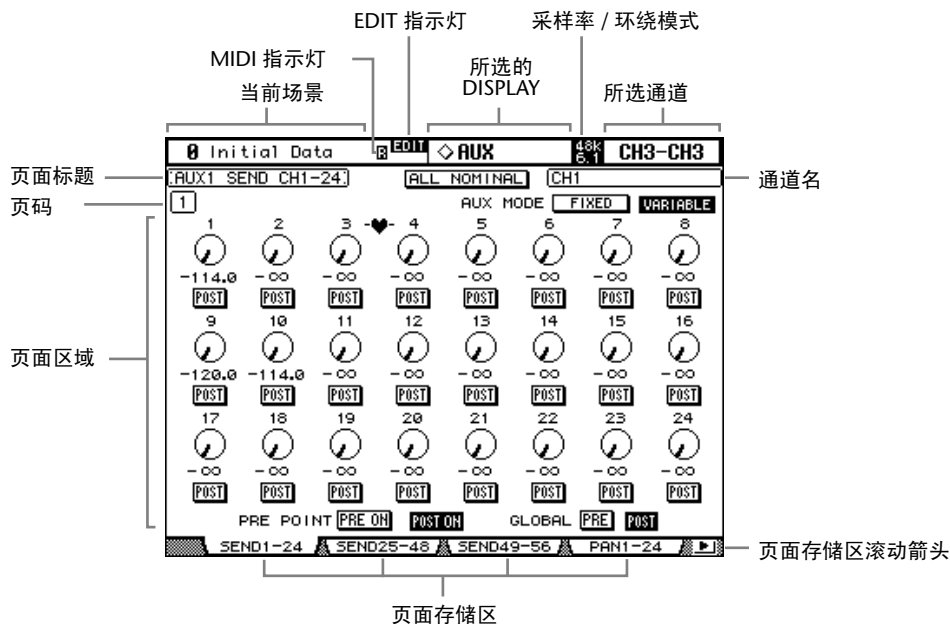 EDIT 指示灯
采样率 / 环绕模式
MIDI 指示灯
所选的
DISPLAY
当前场景
所选通道
0 Initial Data
EDIT
AUX
48k
6.1
CH3-CH3
页面标题
AUX1 SEND CH1-24
ALL NOMINAL
CH1
通道名
页码
1
AUX MODE FIXED VARIABLE
1 2 3 4 5 6 7 8
-114.0 -∞ -∞ -∞ -∞ -∞ -∞ -∞
POST POST POST POST POST POST POST POST
9 10 11 12 13 14 15 16
页面区域
-120.0 -114.0 -∞ -∞ -∞ -∞ -∞ -∞
POST POST POST POST POST POST POST POST
17 18 19 20 21 22 23 24
-∞ -∞ -∞ -∞ -∞ -∞ -∞ -∞
POST POST POST POST POST POST POST POST
PRE POINT PRE ON POST ON GLOBAL PRE POST
SEND1-24 SEND25-48 SEND49-56 PAN1-24
页面存储区滚动箭头
页面存储区